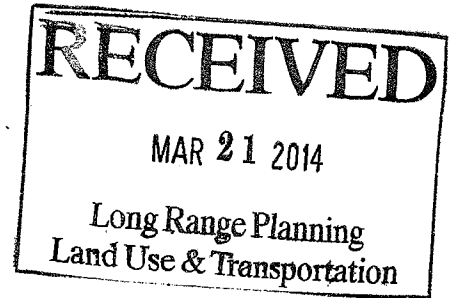 RECEIVED
MAR 21 2014
Long Range Planning
Land Use & Transportation